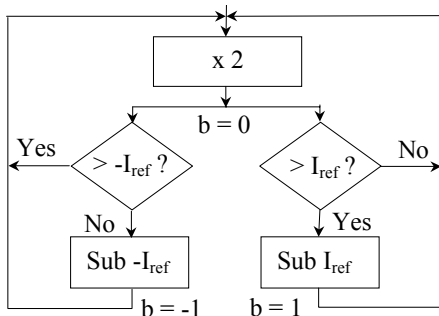 x 2
b = 0
Yes
> -I_ref ?
> I_ref ?
No
No
Yes
Sub -I_ref
Sub I_ref
b = -1
b = 1